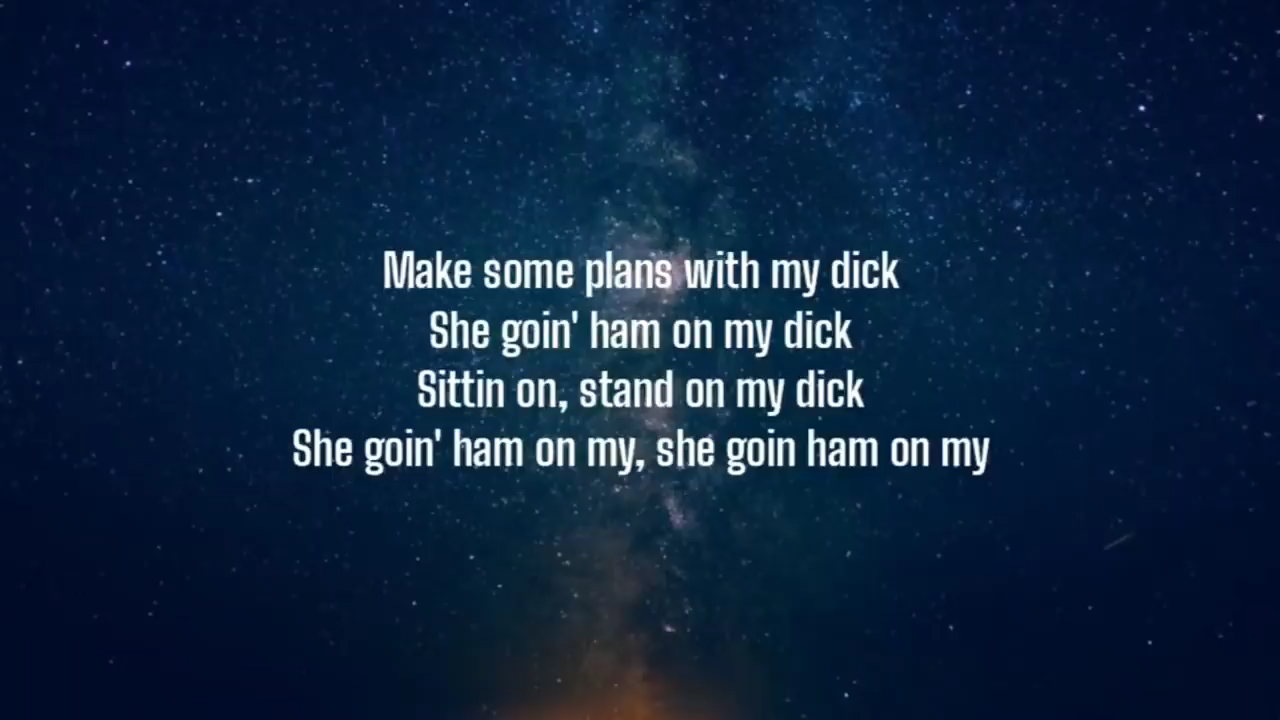 Make some plans with my dick
She goin' ham on my dick
Sittin on, stand on my dick
She goin' ham on my, she goin ham on my